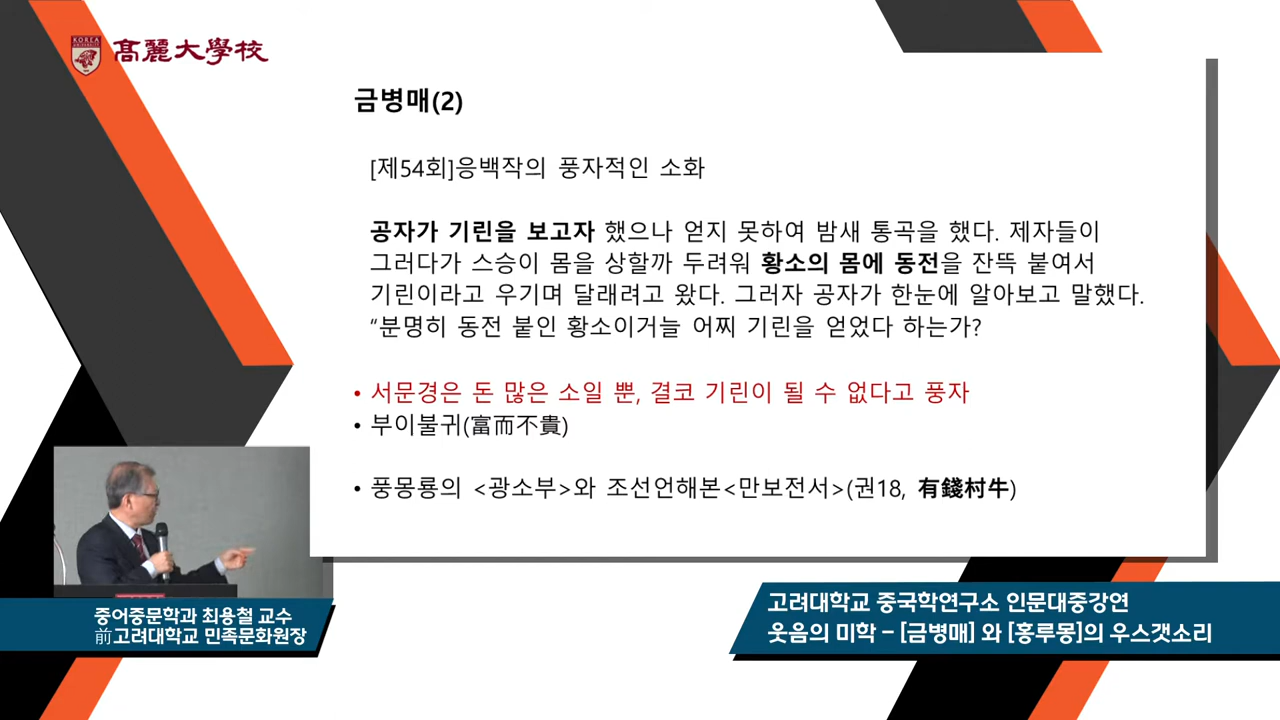 KOREA
UNIVERSITY
高麗大學校
금병매(2)
[제54회]응백작의 풍자적인 소화
공자가 기린을 보고자 했으나 얻지 못하여 밤새 통곡을 했다. 제자들이
그러다가 스승이 몸을 상할까 두려워 황소의 몸에 동전을 잔뜩 붙여서
기린이라고 우기며 달래려고 왔다. 그러자 공자가 한눈에 알아보고 말했다.
“분명히 동전 붙인 황소이거늘 어찌 기린을 얻었다 하는가?
• 서문경은 돈 많은 소일 뿐, 결코 기린이 될 수 없다고 풍자
• 부이불귀(富而不貴)
• 풍몽룡의 <광소부>와 조선언해본<만보전서>(권18, 有錢村牛)
중어중문학과 최용철 교수
前고려대학교 민족문화원장
고려대학교 중국학연구소 인문대중강연
웃음의 미학 – [금병매] 와 [홍루몽]의 우스갯소리